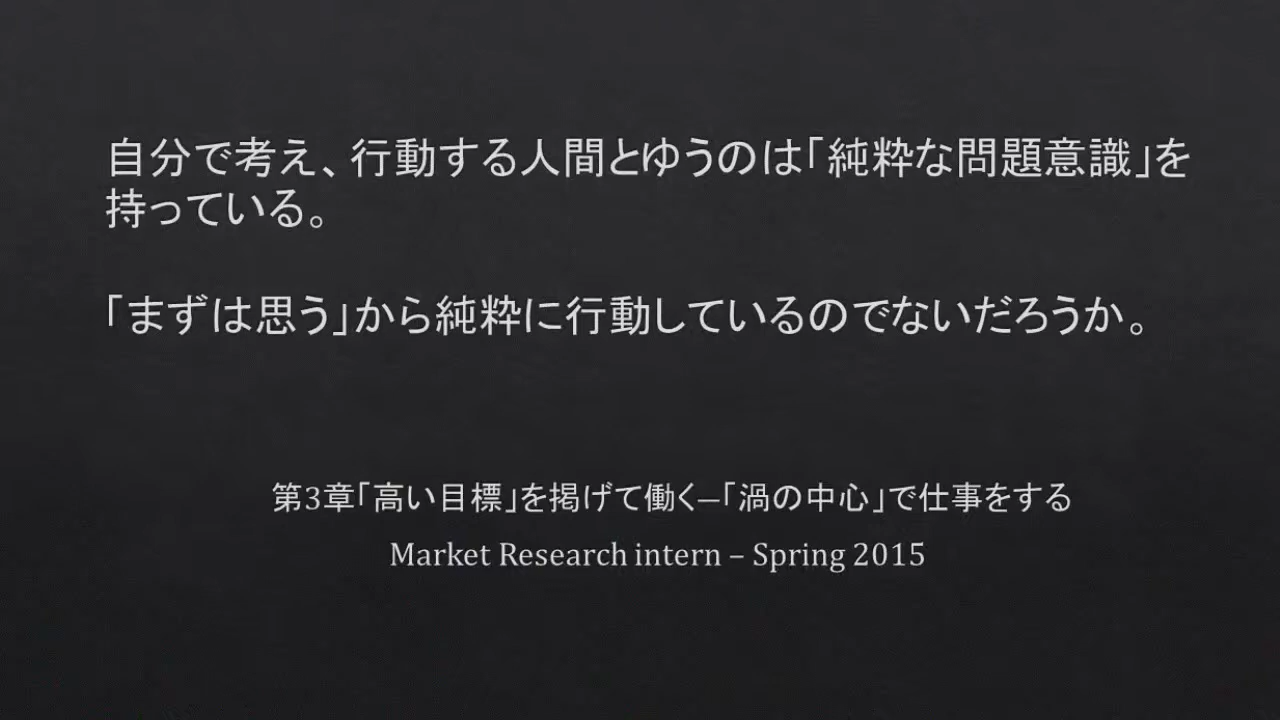 自分で考え、行動する人間とゆうのは「純粋な問題意識」を
持っている。
「まずは思う」から純粋に行動しているのでないだろうか。
第3章「高い目標」を掲げて働く―「渦の中心」で仕事をする
Market Research intern – Spring 2015